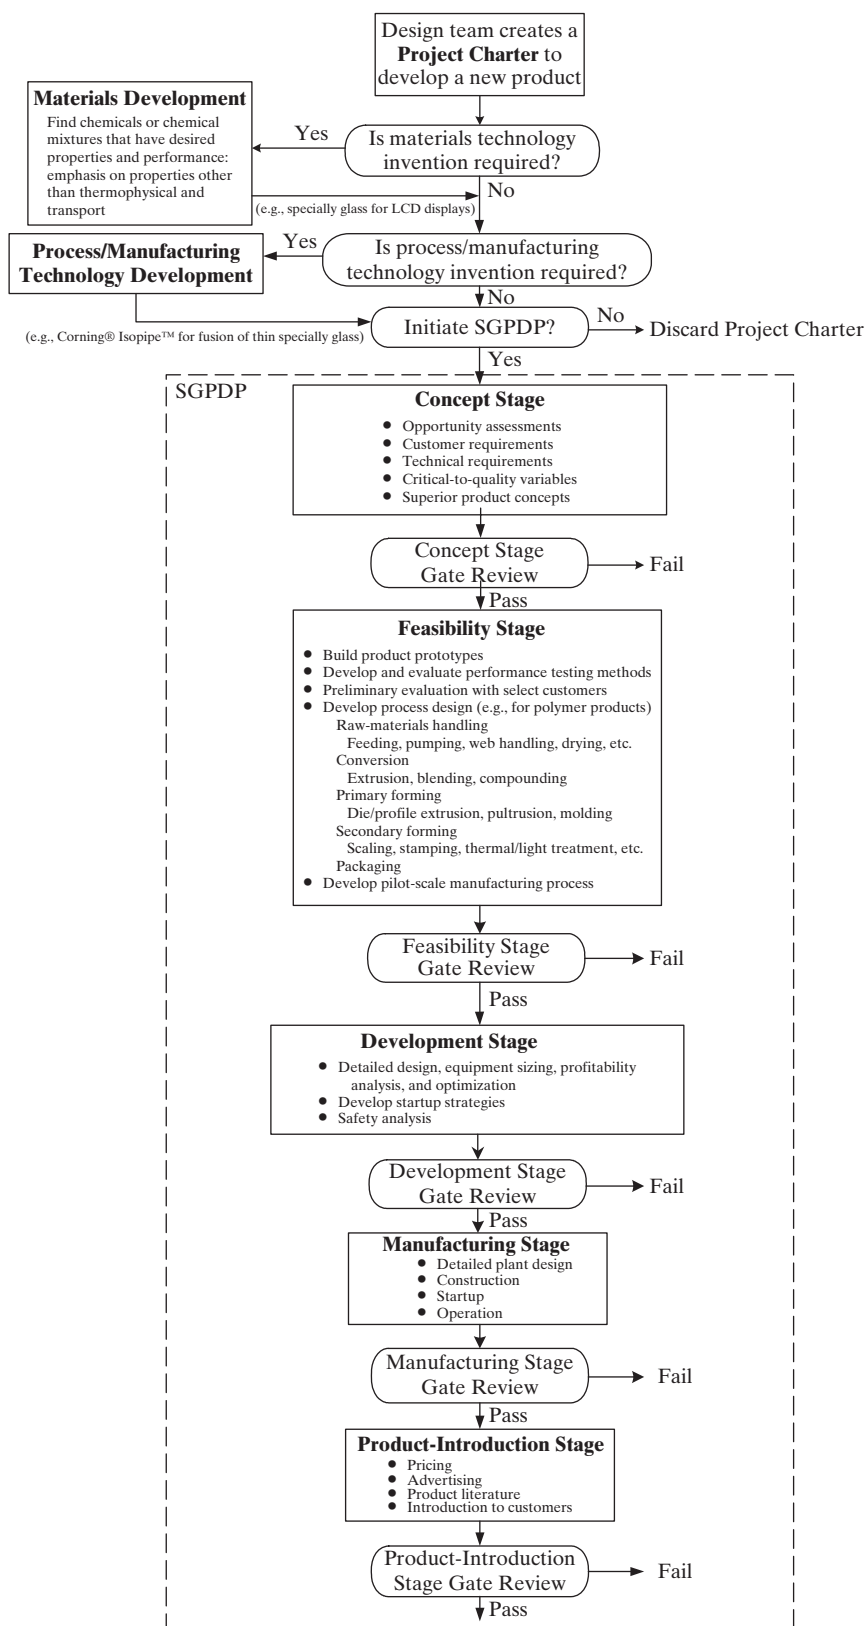 Design team creates a
Project Charter to
develop a new product
Materials Development
Find chemicals or chemical
mixtures that have desired
properties and performance:
emphasis on properties other
than thermophysical and
transport
Yes
Is materials technology
invention required?
No
(e.g., specially glass for LCD displays)
Process/Manufacturing
Technology Development
Yes
Is process/manufacturing
technology invention required?
No
(e.g., Corning® Isopipe™ for fusion of thin specially glass)
Initiate SGPDP?
No
Discard Project Charter
Yes
SGPDP
Concept Stage
● Opportunity assessments
● Customer requirements
● Technical requirements
● Critical-to-quality variables
● Superior product concepts
Concept Stage
Gate Review
Fail
Pass
Feasibility Stage
● Build product prototypes
● Develop and evaluate performance testing methods
● Preliminary evaluation with select customers
● Develop process design (e.g., for polymer products)
Raw-materials handling
Feeding, pumping, web handling, drying, etc.
Conversion
Extrusion, blending, compounding
Primary forming
Die/profile extrusion, pultrusion, molding
Secondary forming
Scaling, stamping, thermal/light treatment, etc.
Packaging
● Develop pilot-scale manufacturing process
Feasibility Stage
Gate Review
Fail
Pass
Development Stage
● Detailed design, equipment sizing, profitability
analysis, and optimization
● Develop startup strategies
● Safety analysis
Development Stage
Gate Review
Fail
Pass
Manufacturing Stage
● Detailed plant design
● Construction
● Startup
● Operation
Manufacturing Stage
Gate Review
Fail
Pass
Product-Introduction Stage
● Pricing
● Advertising
● Product literature
● Introduction to customers
Product-Introduction
Stage Gate Review
Fail
Pass